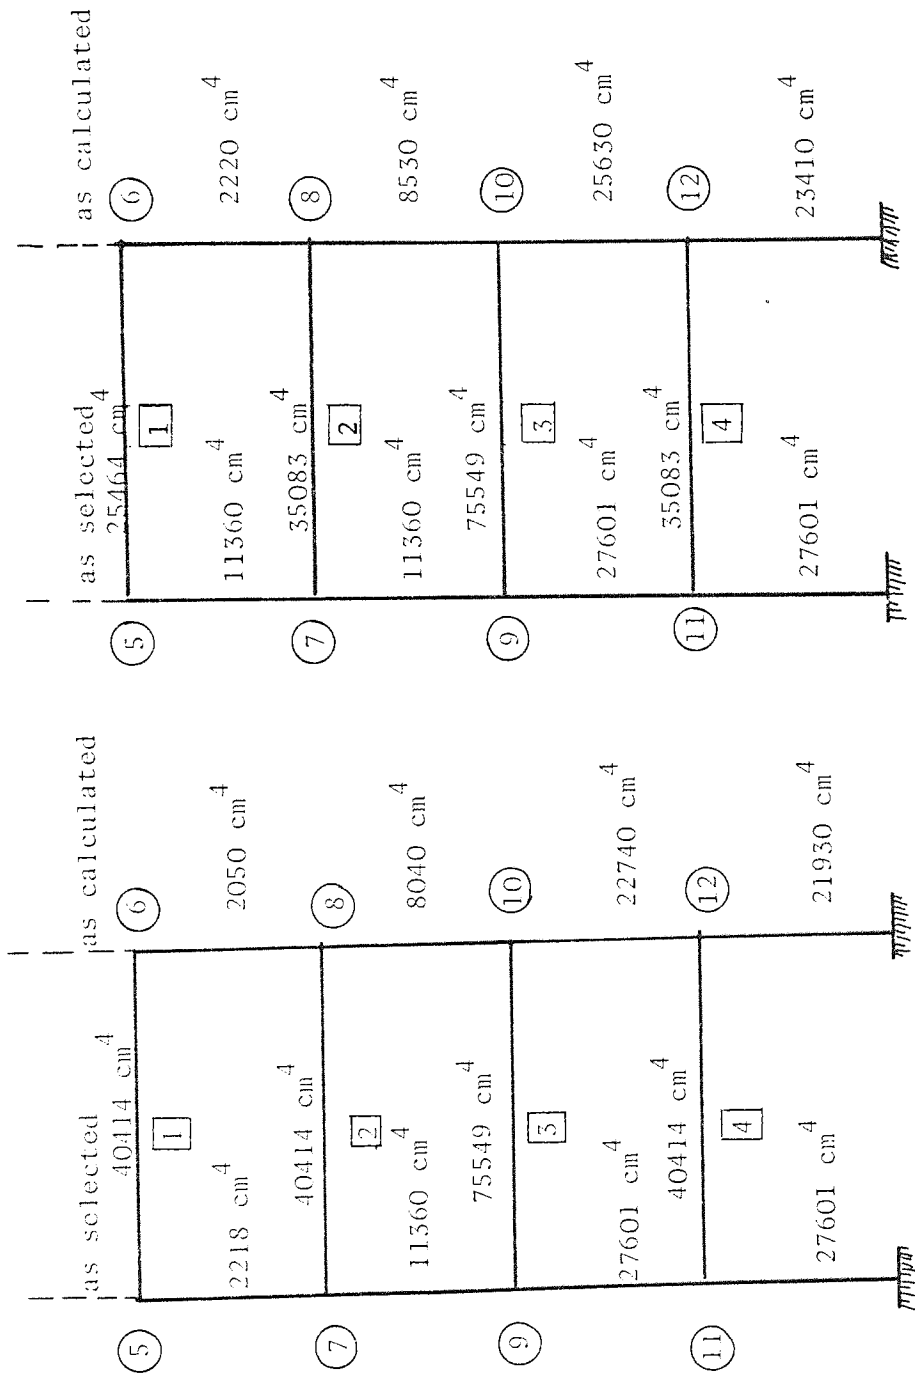 as selected as calculated
⑤ 40414 cm⁴ ⑥
1
2218 cm⁴ 2050 cm⁴
⑦ 40414 cm⁴ ⑧
2
11360 cm⁴ 8040 cm⁴
⑨ 75549 cm⁴ ⑩
3
27601 cm⁴ 22740 cm⁴
⑪ 40414 cm⁴ ⑫
4
27601 cm⁴ 21930 cm⁴
as selected as calculated
⑤ 25464 cm⁴ ⑥
1
11360 cm⁴ 2220 cm⁴
⑦ 35083 cm⁴ ⑧
2
11360 cm⁴ 8530 cm⁴
⑨ 75549 cm⁴ ⑩
3
27601 cm⁴ 25630 cm⁴
⑪ 35083 cm⁴ ⑫
4
27601 cm⁴ 23410 cm⁴